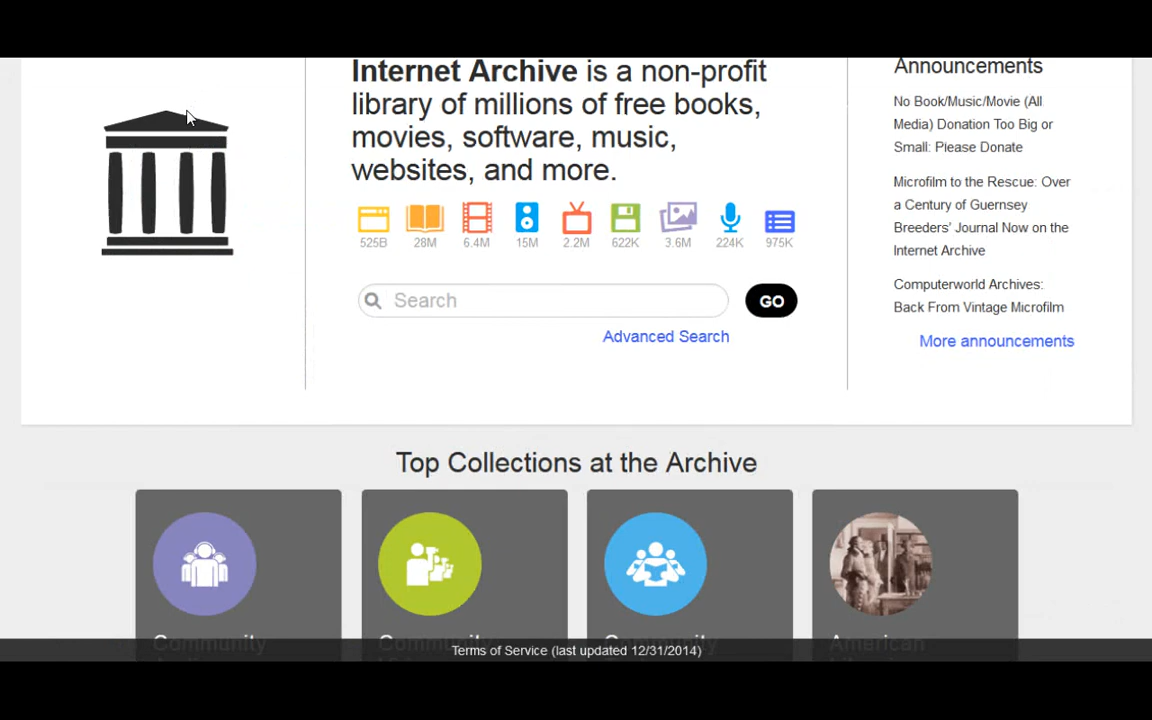 Internet Archive is a non-profit
library of millions of free books,
movies, software, music,
websites, and more.
525B 28M 6.4M 15M 2.2M 622K 3.6M 224K 975K
Search GO
Advanced Search
Announcements
No Book/Music/Movie (All
Media) Donation Too Big or
Small: Please Donate
Microfilm to the Rescue: Over
a Century of Guernsey
Breeders' Journal Now on the
Internet Archive
Computerworld Archives:
Back From Vintage Microfilm
More announcements
Top Collections at the Archive
Community Community Community American
Terms of Service (last updated 12/31/2014)